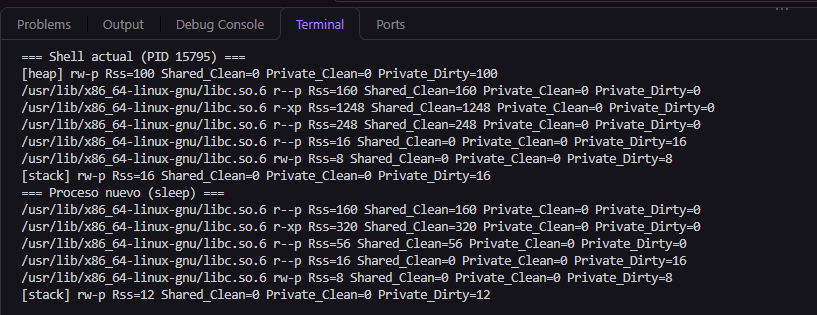 Problems Output Debug Console Terminal Ports
=== Shell actual (PID 15795) ===
[heap] rw-p Rss=100 Shared_Clean=0 Private_Clean=0 Private_Dirty=100
/usr/lib/x86_64-linux-gnu/libc.so.6 r--p Rss=160 Shared_Clean=160 Private_Clean=0 Private_Dirty=0
/usr/lib/x86_64-linux-gnu/libc.so.6 r-xp Rss=1248 Shared_Clean=1248 Private_Clean=0 Private_Dirty=0
/usr/lib/x86_64-linux-gnu/libc.so.6 r--p Rss=248 Shared_Clean=248 Private_Clean=0 Private_Dirty=0
/usr/lib/x86_64-linux-gnu/libc.so.6 r--p Rss=16 Shared_Clean=0 Private_Clean=0 Private_Dirty=16
/usr/lib/x86_64-linux-gnu/libc.so.6 rw-p Rss=8 Shared_Clean=0 Private_Clean=0 Private_Dirty=8
[stack] rw-p Rss=16 Shared_Clean=0 Private_Clean=0 Private_Dirty=16
=== Proceso nuevo (sleep) ===
/usr/lib/x86_64-linux-gnu/libc.so.6 r--p Rss=160 Shared_Clean=160 Private_Clean=0 Private_Dirty=0
/usr/lib/x86_64-linux-gnu/libc.so.6 r-xp Rss=320 Shared_Clean=320 Private_Clean=0 Private_Dirty=0
/usr/lib/x86_64-linux-gnu/libc.so.6 r--p Rss=56 Shared_Clean=56 Private_Clean=0 Private_Dirty=0
/usr/lib/x86_64-linux-gnu/libc.so.6 r--p Rss=16 Shared_Clean=0 Private_Clean=0 Private_Dirty=16
/usr/lib/x86_64-linux-gnu/libc.so.6 rw-p Rss=8 Shared_Clean=0 Private_Clean=0 Private_Dirty=8
[stack] rw-p Rss=12 Shared_Clean=0 Private_Clean=0 Private_Dirty=12